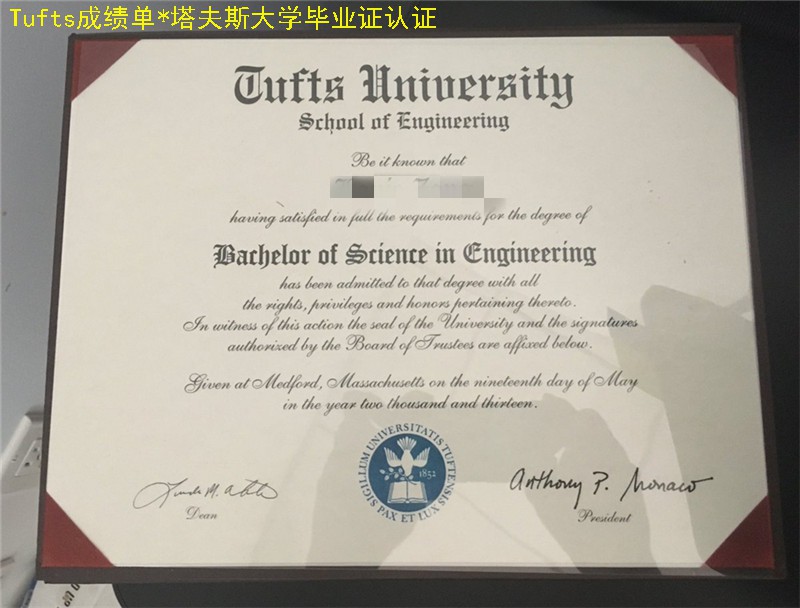 Tufts成绩单*塔夫斯大学毕业证认证
Tufts University
School of Engineering
Be it known that
having satisfied in full the requirements for the degree of
Bachelor of Science in Engineering
has been admitted to that degree with all
the rights, privileges and honors pertaining thereto.
In witness of this action the seal of the University and the signatures
authorized by the Board of Trustees are affixed below.
Given at Medford, Massachusetts on the nineteenth day of May
in the year two thousand and thirteen.
SIGILLUM UNIVERSITATIS TUFTENSIS
1852
PAX ET LUX
Anthony P. Monaco
Dean
President